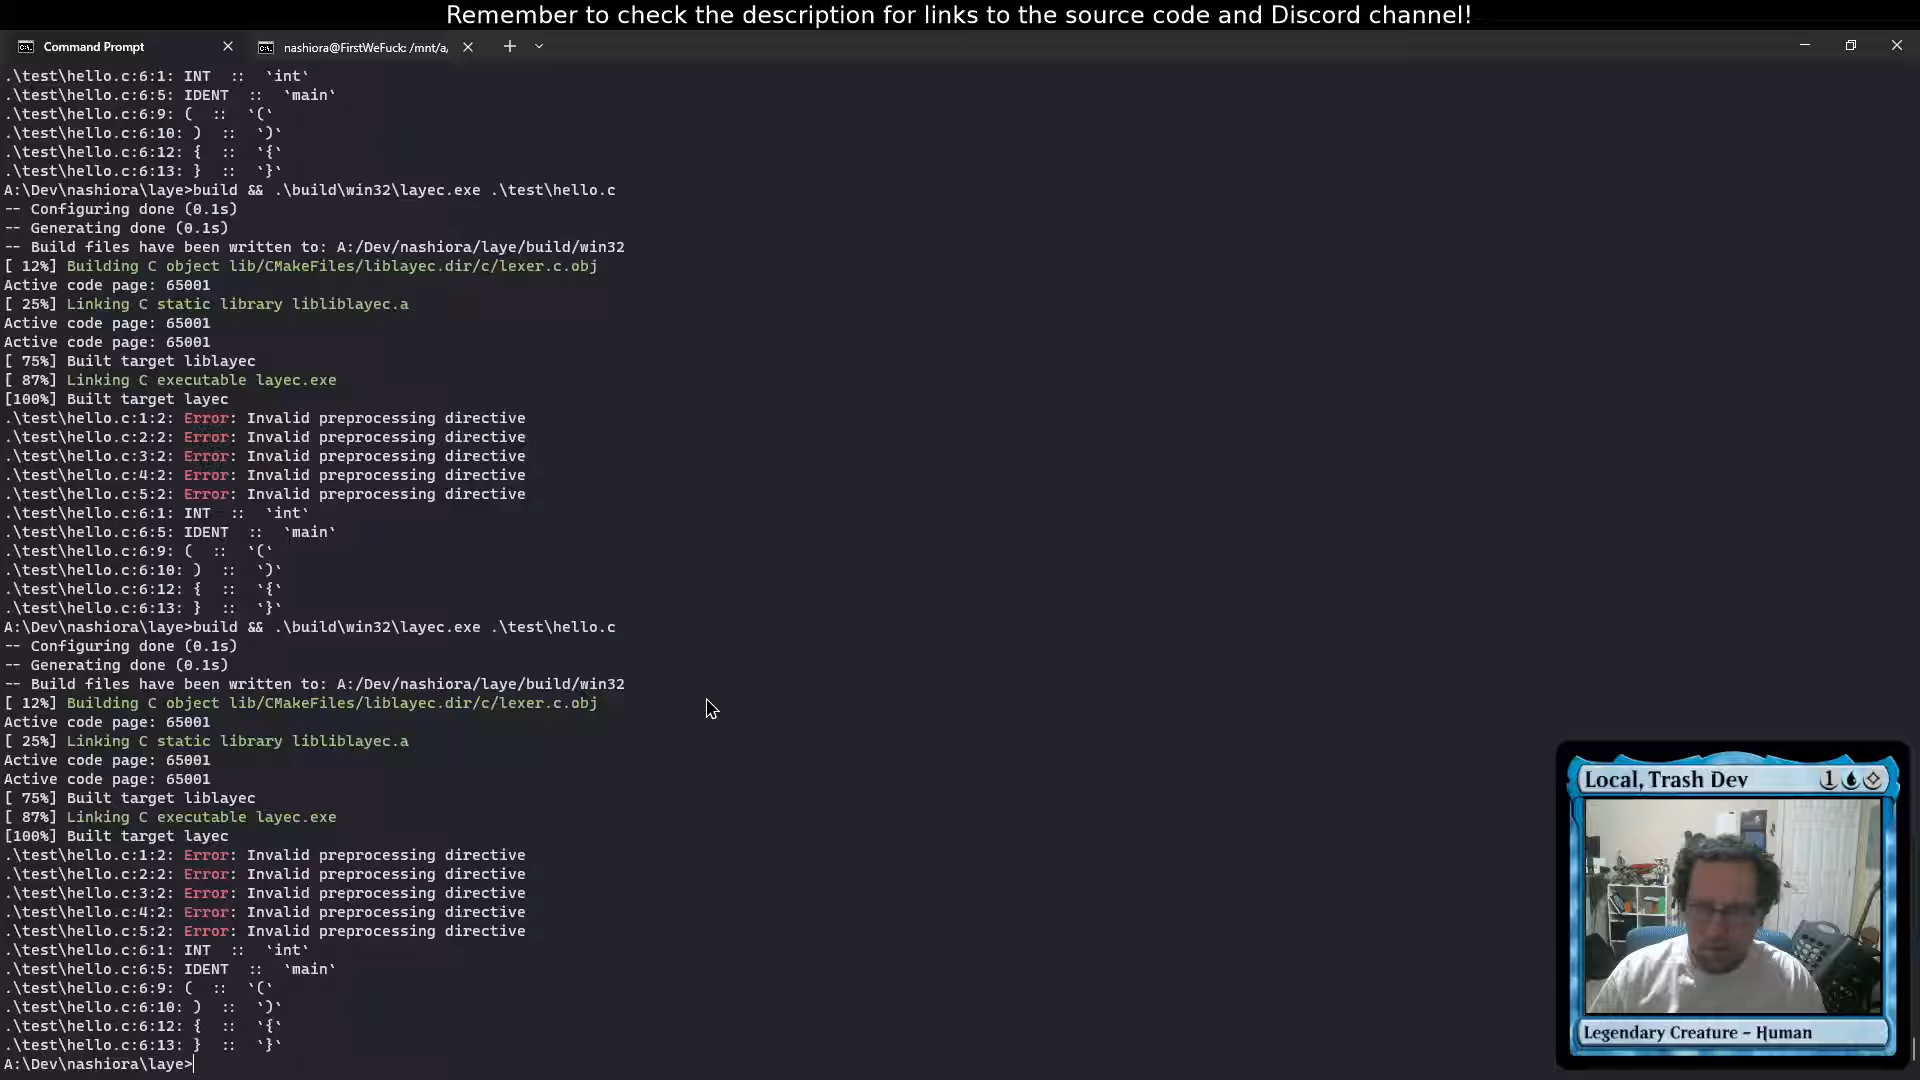 Remember to check the description for links to the source code and Discord channel!
Command Prompt
nashiora@FirstWeFuck: /mnt/a,
.\test\hello.c:6:1: INT  ::  `int`
.\test\hello.c:6:5: IDENT  ::  `main`
.\test\hello.c:6:9: (  ::  `(`
.\test\hello.c:6:10: )  ::  `)`
.\test\hello.c:6:12: {  ::  `{`
.\test\hello.c:6:13: }  ::  `}`
A:\Dev\nashiora\laye>build && .\build\win32\layec.exe .\test\hello.c
-- Configuring done (0.1s)
-- Generating done (0.1s)
-- Build files have been written to: A:/Dev/nashiora/laye/build/win32
[ 12%] Building C object lib/CMakeFiles/liblayec.dir/c/lexer.c.obj
Active code page: 65001
[ 25%] Linking C static library libliblayec.a
Active code page: 65001
Active code page: 65001
[ 75%] Built target liblayec
[ 87%] Linking C executable layec.exe
[100%] Built target layec
.\test\hello.c:1:2: Error: Invalid preprocessing directive
.\test\hello.c:2:2: Error: Invalid preprocessing directive
.\test\hello.c:3:2: Error: Invalid preprocessing directive
.\test\hello.c:4:2: Error: Invalid preprocessing directive
.\test\hello.c:5:2: Error: Invalid preprocessing directive
.\test\hello.c:6:1: INT  ::  `int`
.\test\hello.c:6:5: IDENT  ::  `main`
.\test\hello.c:6:9: (  ::  `(`
.\test\hello.c:6:10: )  ::  `)`
.\test\hello.c:6:12: {  ::  `{`
.\test\hello.c:6:13: }  ::  `}`
A:\Dev\nashiora\laye>build && .\build\win32\layec.exe .\test\hello.c
-- Configuring done (0.1s)
-- Generating done (0.1s)
-- Build files have been written to: A:/Dev/nashiora/laye/build/win32
[ 12%] Building C object lib/CMakeFiles/liblayec.dir/c/lexer.c.obj
Active code page: 65001
[ 25%] Linking C static library libliblayec.a
Active code page: 65001
Active code page: 65001
[ 75%] Built target liblayec
[ 87%] Linking C executable layec.exe
[100%] Built target layec
.\test\hello.c:1:2: Error: Invalid preprocessing directive
.\test\hello.c:2:2: Error: Invalid preprocessing directive
.\test\hello.c:3:2: Error: Invalid preprocessing directive
.\test\hello.c:4:2: Error: Invalid preprocessing directive
.\test\hello.c:5:2: Error: Invalid preprocessing directive
.\test\hello.c:6:1: INT  ::  `int`
.\test\hello.c:6:5: IDENT  ::  `main`
.\test\hello.c:6:9: (  ::  `(`
.\test\hello.c:6:10: )  ::  `)`
.\test\hello.c:6:12: {  ::  `{`
.\test\hello.c:6:13: }  ::  `}`
A:\Dev\nashiora\laye>
Local, Trash Dev 1
Legendary Creature – Human